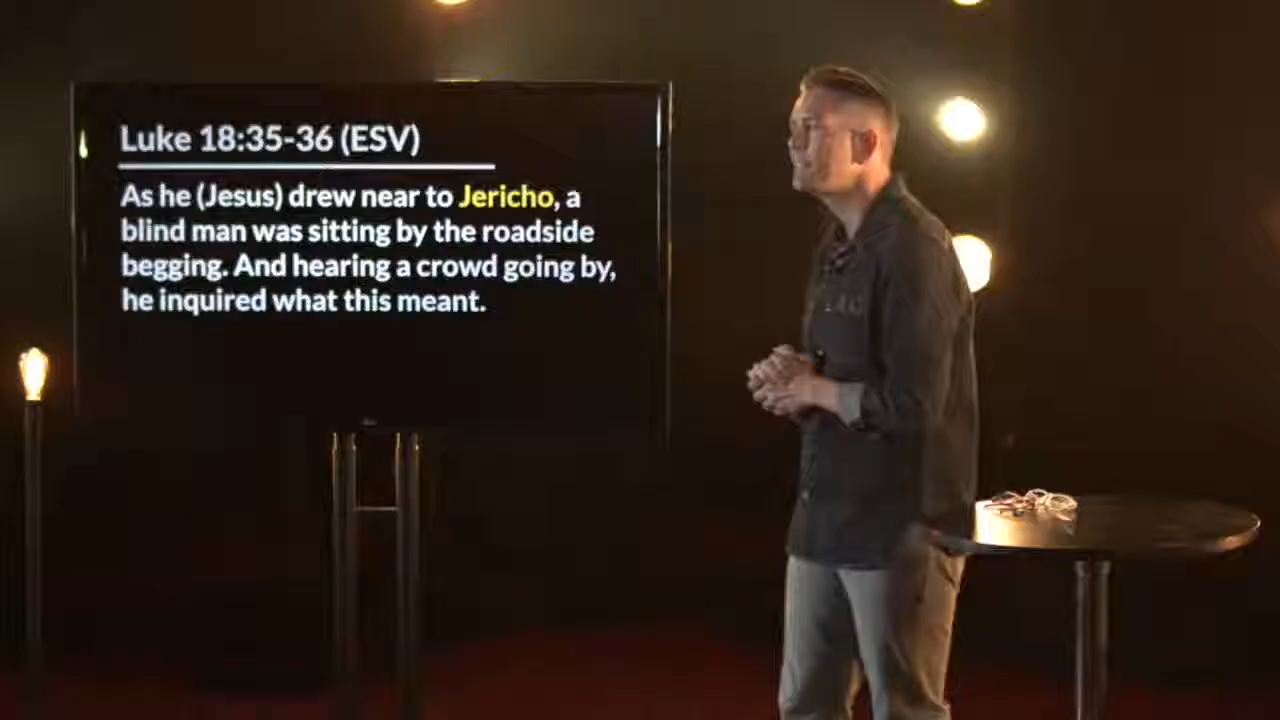 Luke 18:35-36 (ESV)
As he (Jesus) drew near to Jericho, a
blind man was sitting by the roadside
begging. And hearing a crowd going by,
he inquired what this meant.